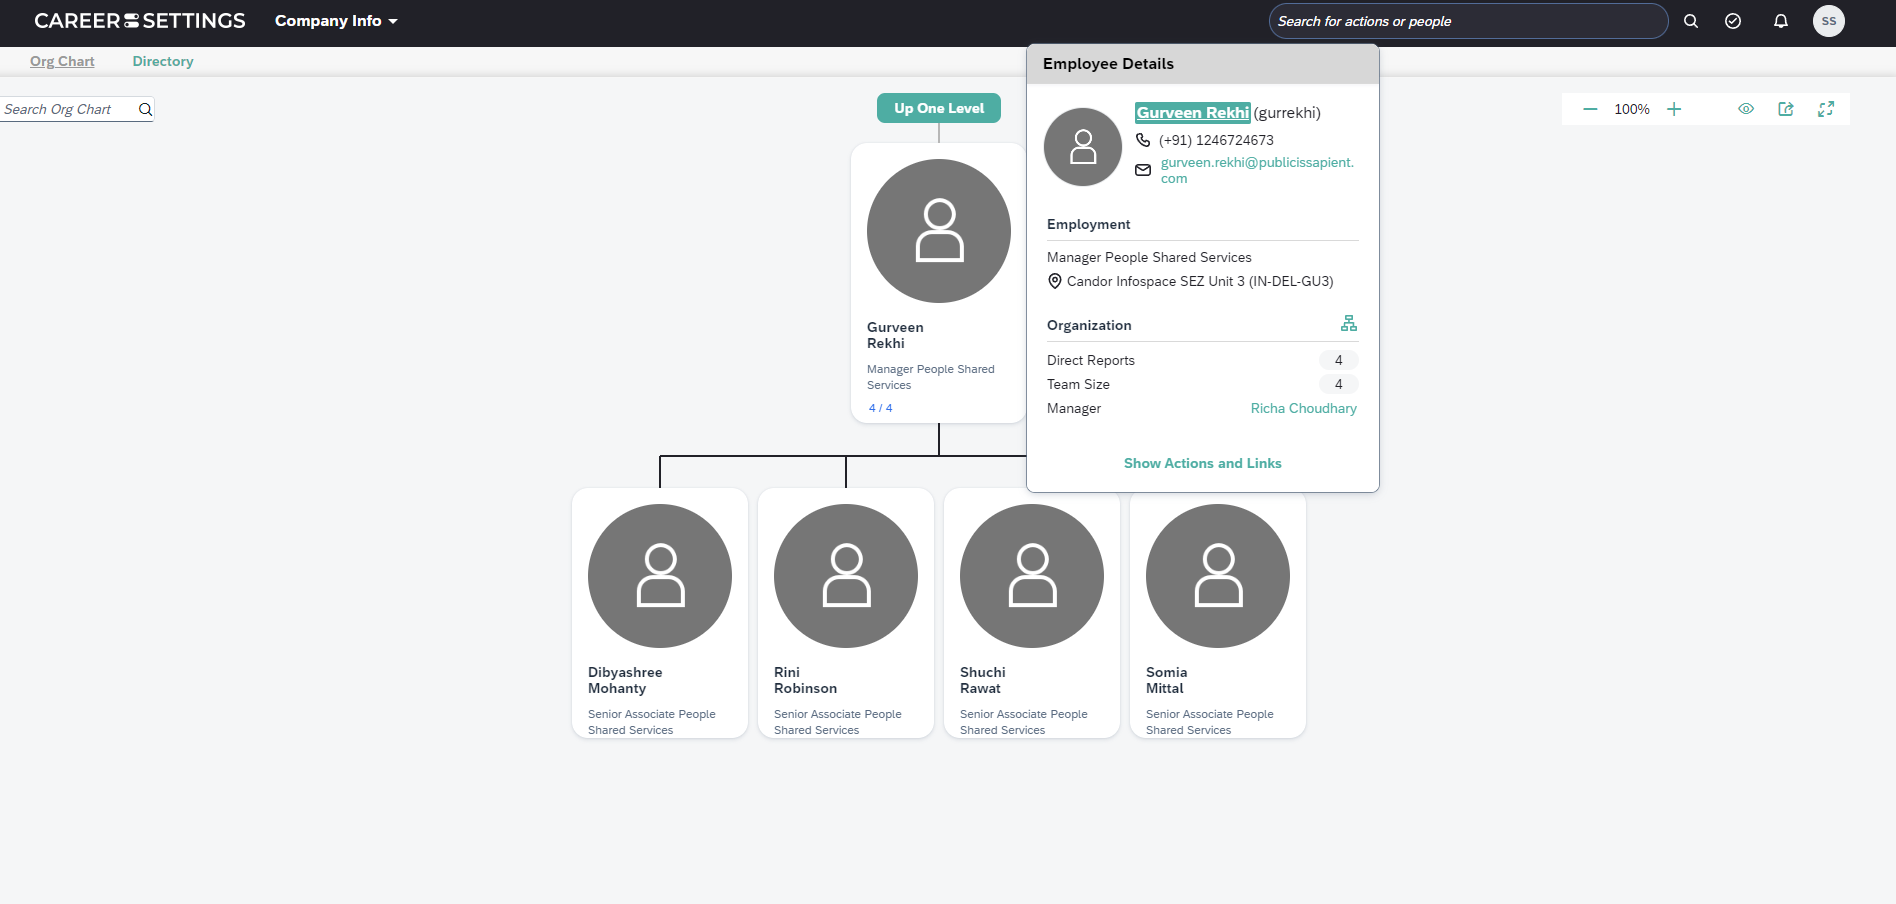 CAREER SETTINGS
Company Info
Search for actions or people
SS
Org Chart
Directory
Search Org Chart
Up One Level
100%
Gurveen
Rekhi
Manager People Shared
Services
4 / 4
Employee Details
Gurveen Rekhi (gurrekhi)
(+91) 1246724673
gurveen.rekhi@publicissapient.
com
Employment
Manager People Shared Services
Candor Infospace SEZ Unit 3 (IN-DEL-GU3)
Organization
Direct Reports 4
Team Size 4
Manager Richa Choudhary
Show Actions and Links
Dibyashree
Mohanty
Senior Associate People
Shared Services
Rini
Robinson
Senior Associate People
Shared Services
Shuchi
Rawat
Senior Associate People
Shared Services
Somia
Mittal
Senior Associate People
Shared Services